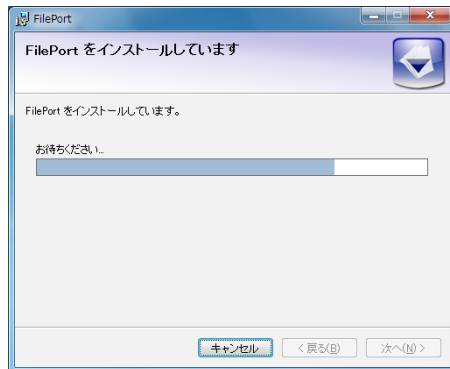 FilePort
FilePort をインストールしています
FilePort をインストールしています。
お待ちください...
キャンセル
< 戻る(B)
次へ(N) >